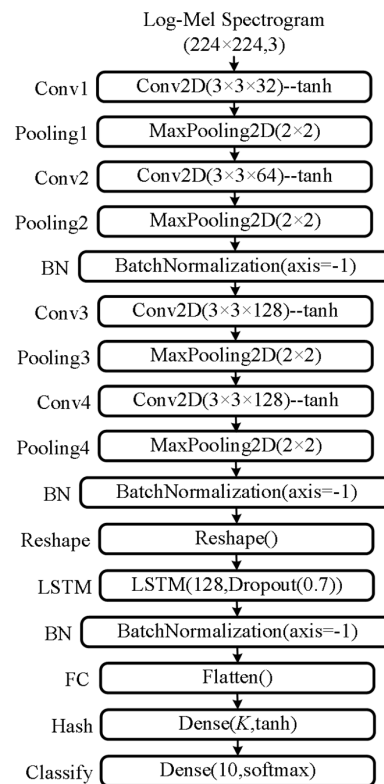 Log-Mel Spectrogram
(224×224,3)
Conv1 Conv2D(3×3×32)--tanh
Pooling1 MaxPooling2D(2×2)
Conv2 Conv2D(3×3×64)--tanh
Pooling2 MaxPooling2D(2×2)
BN BatchNormalization(axis=-1)
Conv3 Conv2D(3×3×128)--tanh
Pooling3 MaxPooling2D(2×2)
Conv4 Conv2D(3×3×128)--tanh
Pooling4 MaxPooling2D(2×2)
BN BatchNormalization(axis=-1)
Reshape Reshape()
LSTM LSTM(128,Dropout(0.7))
BN BatchNormalization(axis=-1)
FC Flatten()
Hash Dense(K,tanh)
Classify Dense(10,softmax)